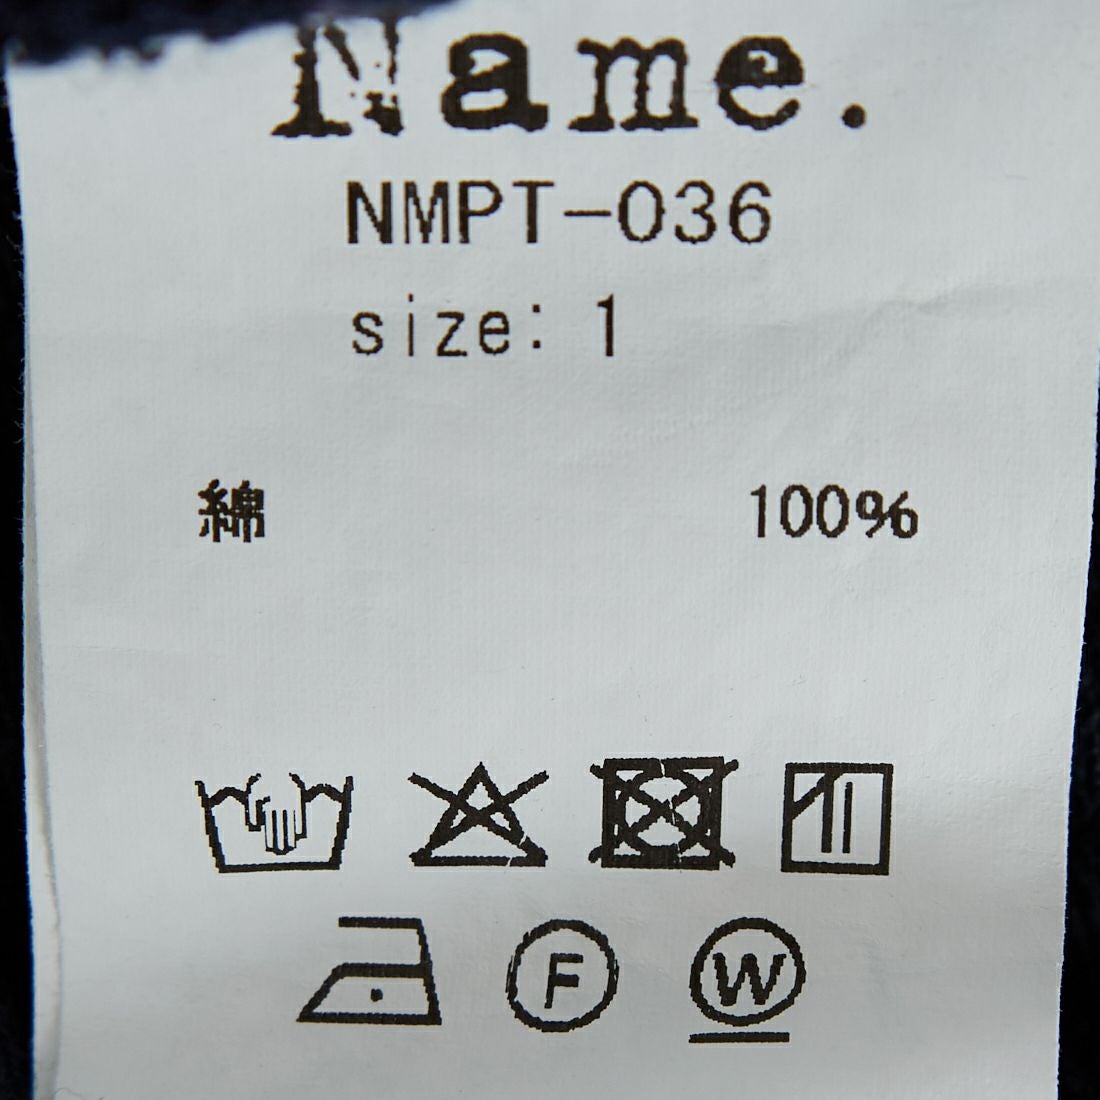 Name.
NMPT-036
size: 1
綿 100%
F W